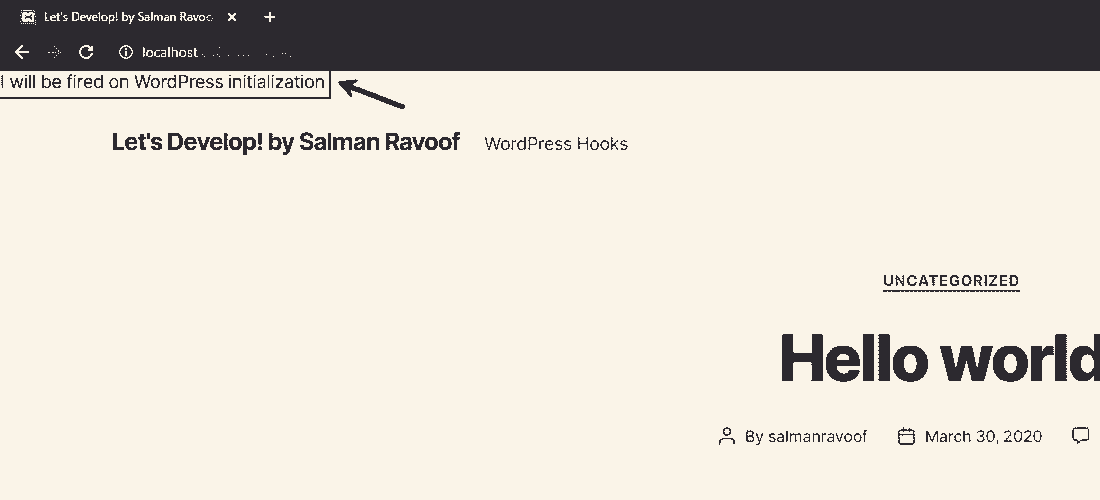 Let's Develop! by Salman Ravoo
localhost
I will be fired on WordPress initialization
Let's Develop! by Salman Ravoof WordPress Hooks
UNCATEGORIZED
Hello world
By salmanravoof March 30, 2020